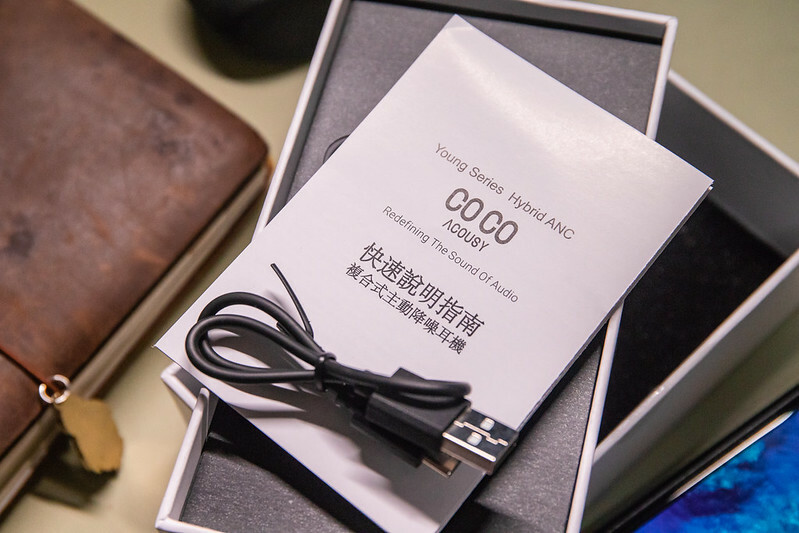 Young Series Hybrid ANC
COCO
ΛCOUSY
Redefining The Sound Of Audio
快速說明指南
複合式主動降噪耳機